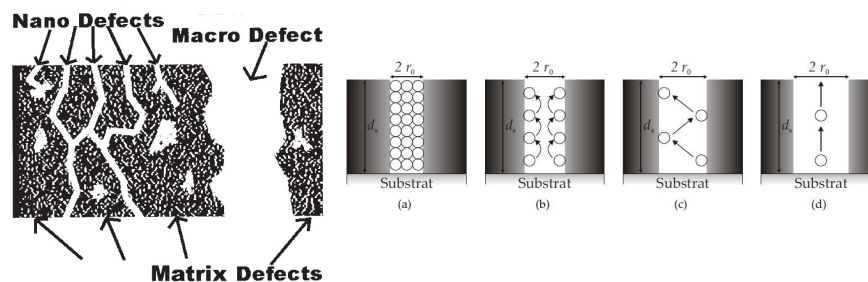 Nano Defects
Macro Defect
Matrix Defects
2 r₀
dₛ
Substrat
(a)
2 r₀
dₛ
Substrat
(b)
2 r₀
dₛ
Substrat
(c)
2 r₀
dₛ
Substrat
(d)